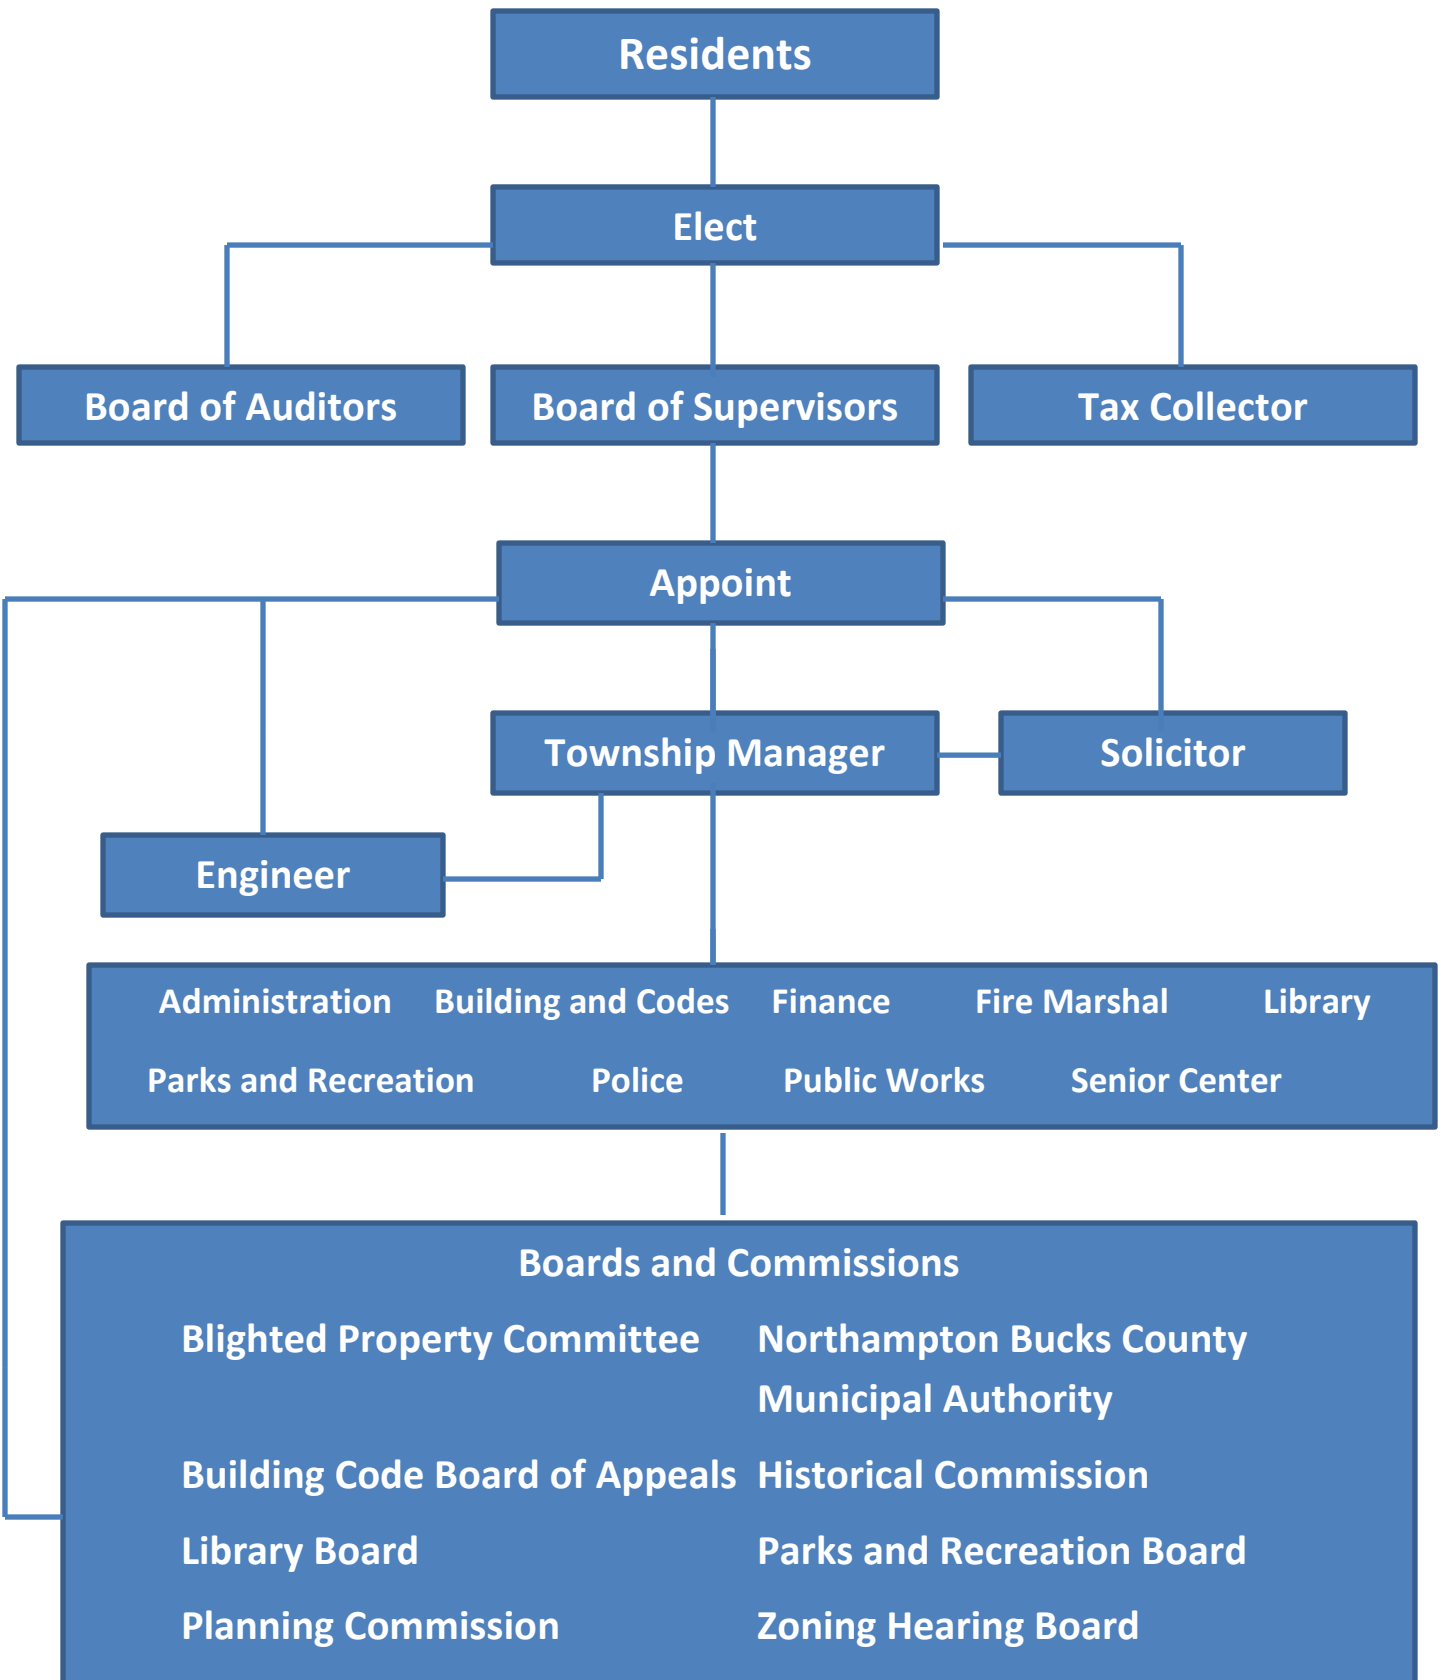 Residents
Elect
Board of Auditors
Board of Supervisors
Tax Collector
Appoint
Township Manager
Solicitor
Engineer
Administration Building and Codes Finance Fire Marshal Library
Parks and Recreation Police Public Works Senior Center
Boards and Commissions
Blighted Property Committee
Northampton Bucks County
Municipal Authority
Building Code Board of Appeals
Historical Commission
Library Board
Parks and Recreation Board
Planning Commission
Zoning Hearing Board